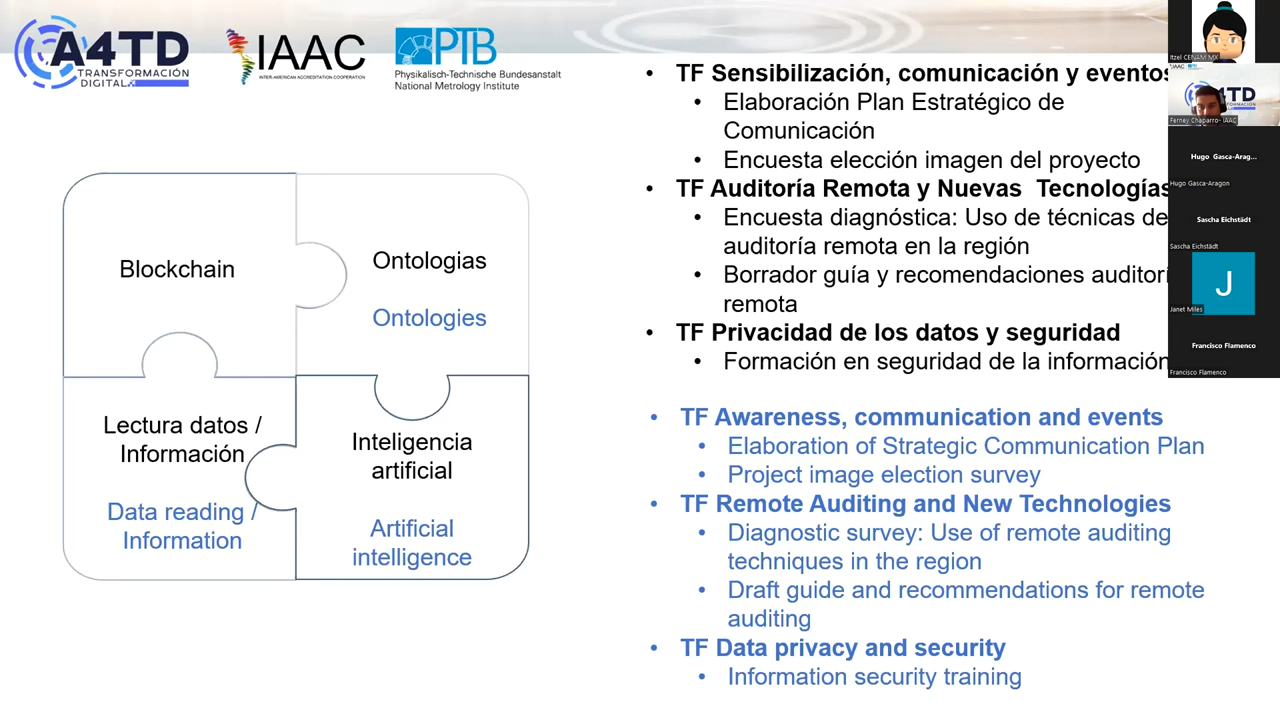 A4TD
TRANSFORMACIÓN
DIGITAL
IAAC
INTER-AMERICAN ACCREDITATION COOPERATION
PTB
Physikalisch-Technische Bundesanstalt
National Metrology Institute
Blockchain
Ontologias
Ontologies
Lectura datos /
Información
Data reading /
Information
Inteligencia
artificial
Artificial
intelligence
• TF Sensibilización, comunicación y eventos
• Elaboración Plan Estratégico de
Comunicación
• Encuesta elección imagen del proyecto
• TF Auditoría Remota y Nuevas Tecnologías
• Encuesta diagnóstica: Uso de técnicas de
auditoría remota en la región
• Borrador guía y recomendaciones auditorí
remota
• TF Privacidad de los datos y seguridad
• Formación en seguridad de la información
• TF Awareness, communication and events
• Elaboration of Strategic Communication Plan
• Project image election survey
• TF Remote Auditing and New Technologies
• Diagnostic survey: Use of remote auditing
techniques in the region
• Draft guide and recommendations for remote
auditing
• TF Data privacy and security
• Information security training
Itzel CENAM MX
IAAC
4TD
Ferney Chaparro- IAAC
Hugo Gasca-Arag...
Hugo Gasca-Aragon
Sascha Eichstädt
Sascha Eichstädt
J
Janet Miles
Francisco Flamenco
Francisco Flamenco